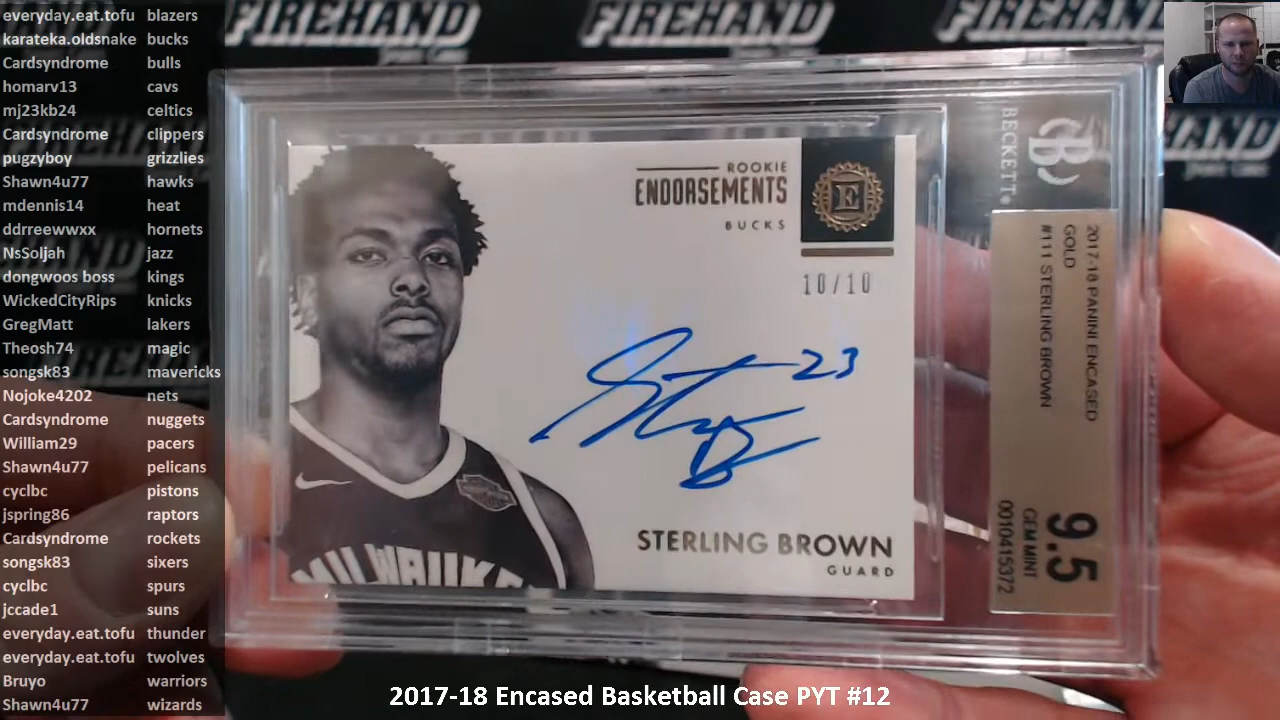 everyday.eat.tofu blazers
karateka.oldsnake bucks
Cardsyndrome bulls
homarv13 cavs
mj23kb24 celtics
Cardsyndrome clippers
pugzyboy grizzlies
Shawn4u77 hawks
mdennis14 heat
ddrreewwxx hornets
NsSoljah jazz
dongwoos boss kings
WickedCityRips knicks
GregMatt lakers
Theosh74 magic
songsk83 mavericks
Nojoke4202 nets
Cardsyndrome nuggets
William29 pacers
Shawn4u77 pelicans
cyclbc pistons
jspring86 raptors
Cardsyndrome rockets
songsk83 sixers
cyclbc spurs
jccade1 suns
everyday.eat.tofu thunder
everyday.eat.tofu twolves
Bruyo warriors
Shawn4u77 wizards
FIREHAND FIREHAND FIREHAND
ROOKIE
ENDORSEMENTS
BUCKS
E
10/10
23
STERLING BROWN
GUARD
MILWAUKE
BECKETT
2017-18 PANINI ENCASED
GOLD
#111 STERLING BROWN
9.5
GEM MINT
0010415372
2017-18 Encased Basketball Case PYT #12